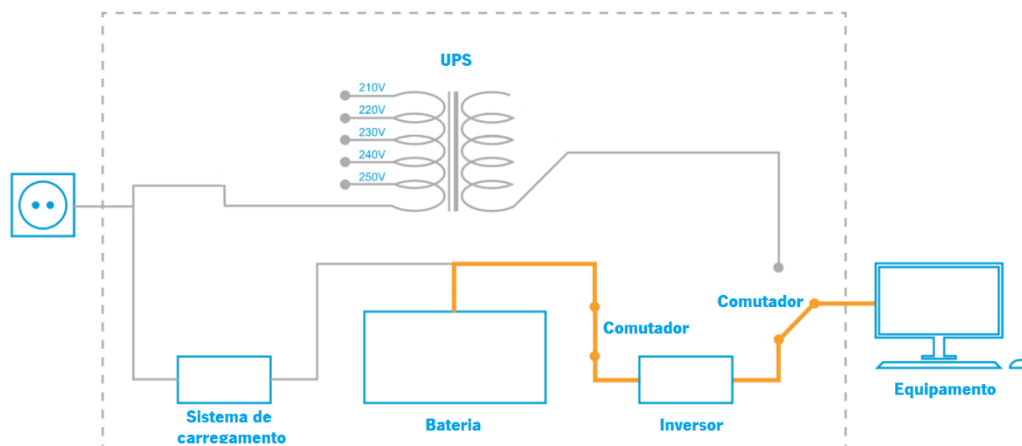 UPS
210V
220V
230V
240V
250V
Comutador
Comutador
Equipamento
Sistema de
carregamento
Bateria
Inversor